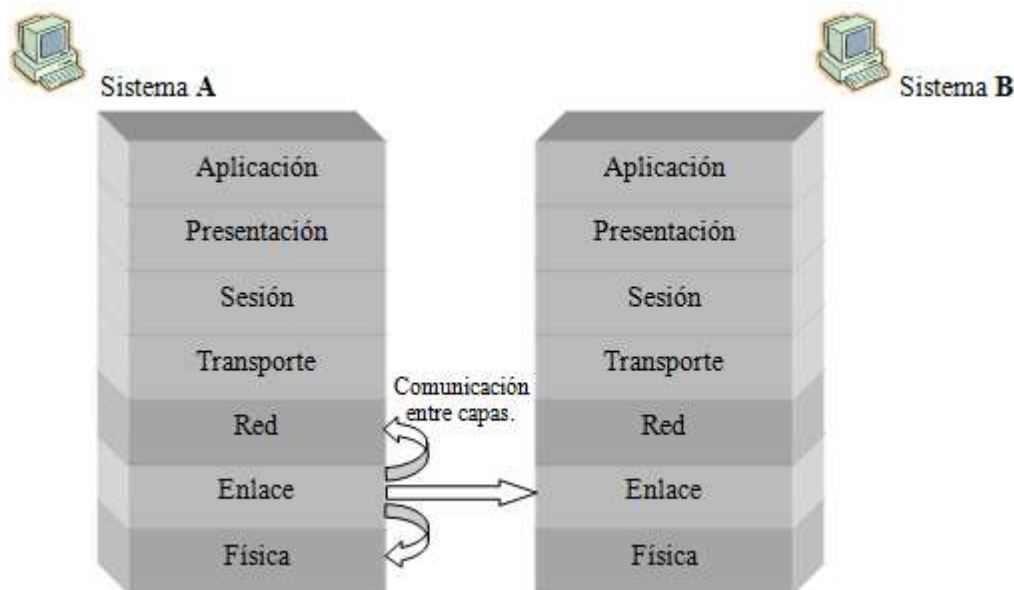 Sistema A
Sistema B
Aplicación
Presentación
Sesión
Transporte
Red
Enlace
Física
Comunicación
entre capas.
Aplicación
Presentación
Sesión
Transporte
Red
Enlace
Física